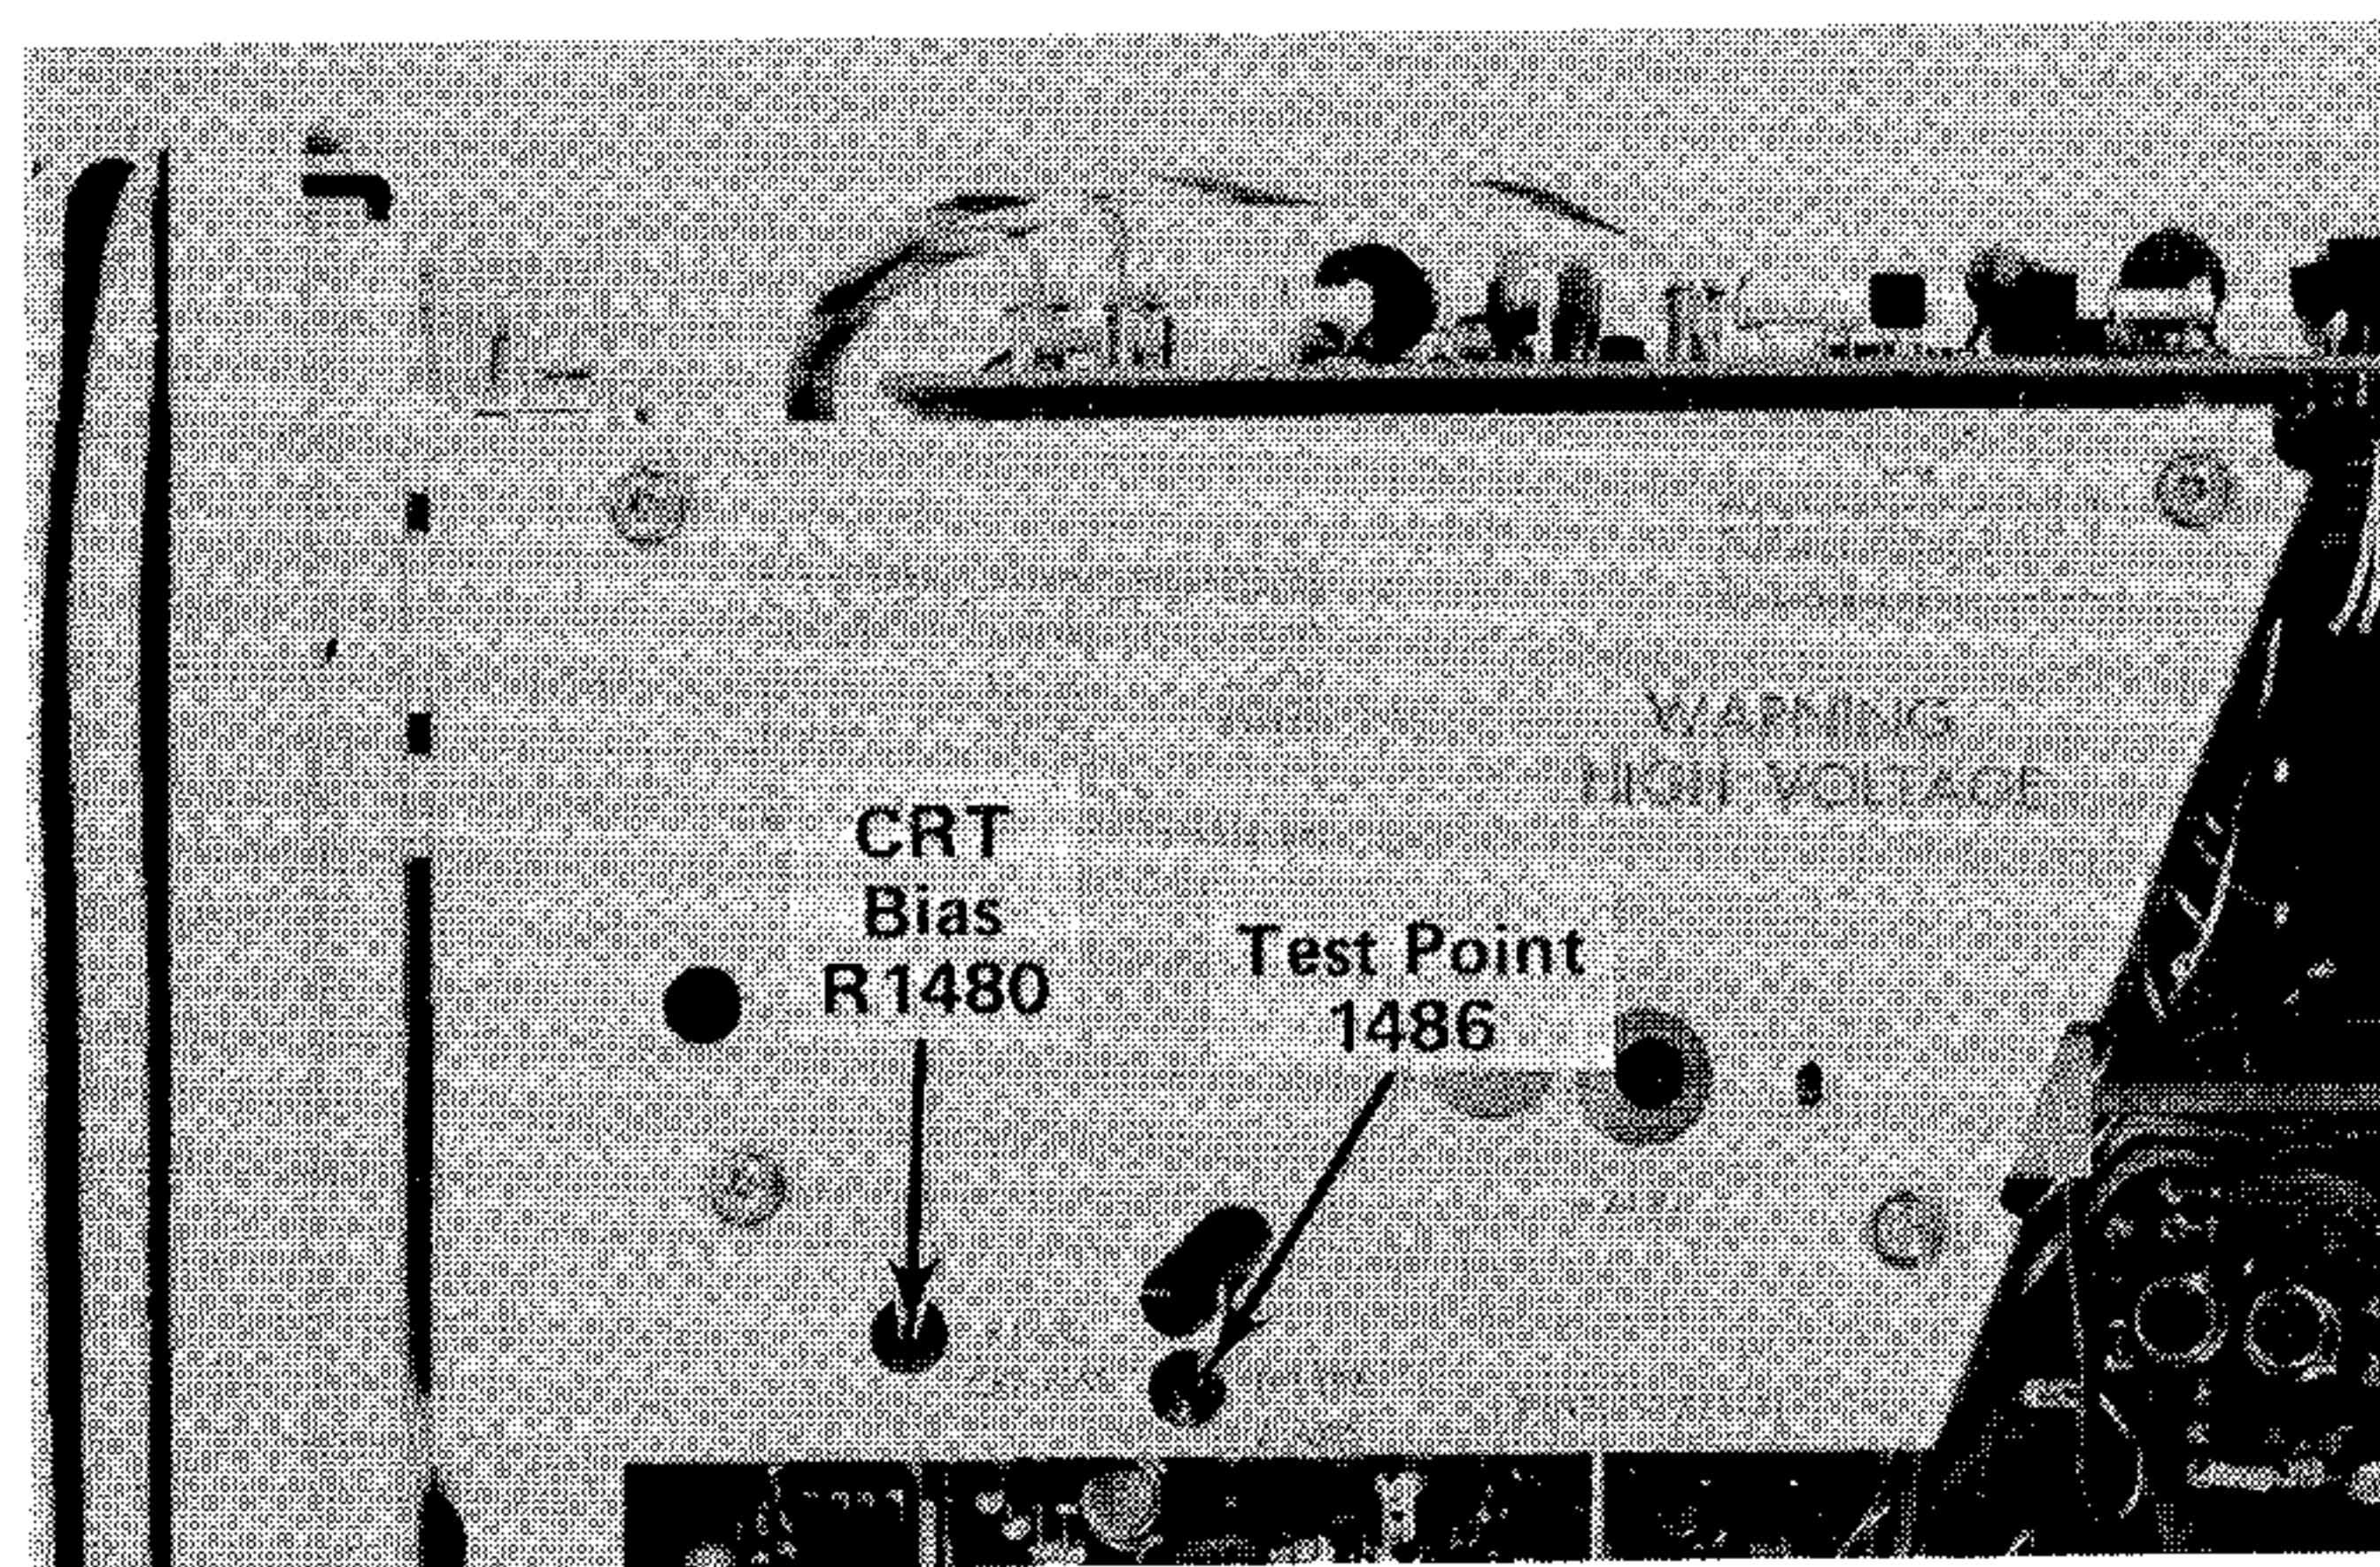 WARNING
HIGH VOLTAGE
CRT
Bias
R1480
Test Point
1486